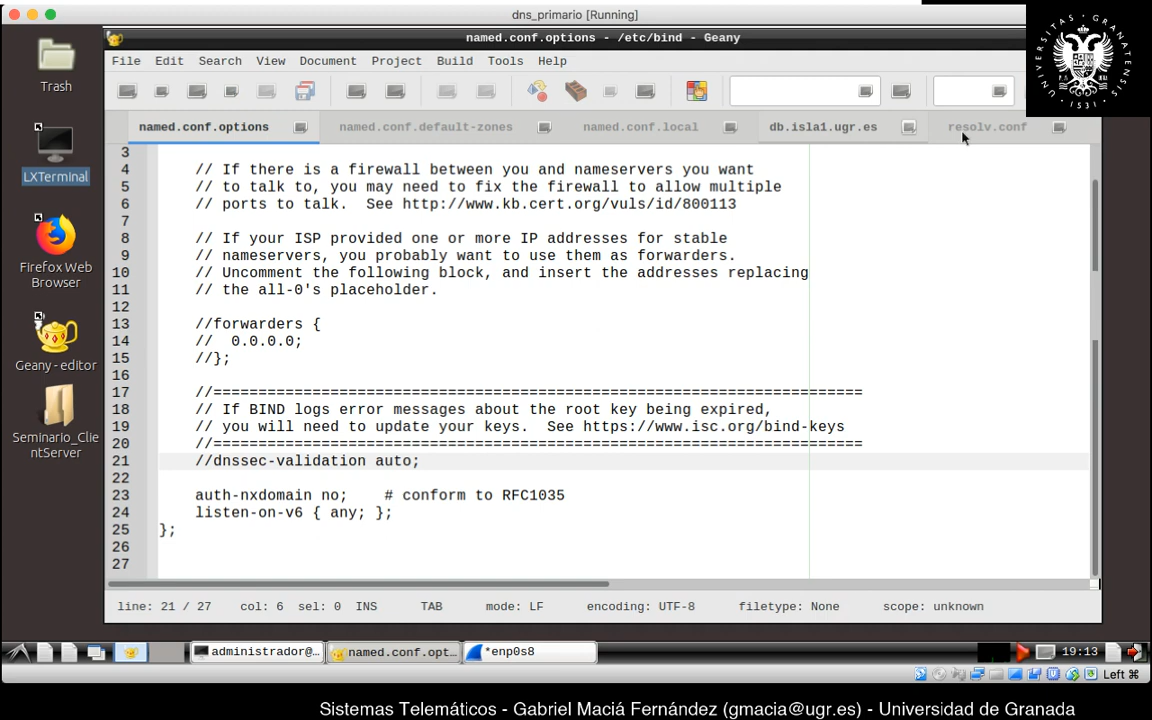 dns_primario [Running]
named.conf.options - /etc/bind - Geany
File Edit Search View Document Project Build Tools Help
named.conf.options named.conf.default-zones named.conf.local db.isla1.ugr.es resolv.conf
3
4 // If there is a firewall between you and nameservers you want
5 // to talk to, you may need to fix the firewall to allow multiple
6 // ports to talk.  See http://www.kb.cert.org/vuls/id/800113
7
8 // If your ISP provided one or more IP addresses for stable
9 // nameservers, you probably want to use them as forwarders.
10 // Uncomment the following block, and insert the addresses replacing
11 // the all-0's placeholder.
12
13 //forwarders {
14 //  0.0.0.0;
15 //};
16
17 //========================================================================
18 // If BIND logs error messages about the root key being expired,
19 // you will need to update your keys.  See https://www.isc.org/bind-keys
20 //========================================================================
21 //dnssec-validation auto;
22
23 auth-nxdomain no;    # conform to RFC1035
24 listen-on-v6 { any; };
25 };
26
27
line: 21 / 27 col: 6 sel: 0 INS TAB mode: LF encoding: UTF-8 filetype: None scope: unknown
Trash
LXTerminal
Firefox Web
Browser
Geany - editor
Seminario_Clie
ntServer
administrador@... named.conf.opt... *enp0s8 19:13
Left ⌘
UNIVERSITAS GRANATENSIS
1531
Sistemas Telemáticos - Gabriel Maciá Fernández (gmacia@ugr.es) - Universidad de Granada